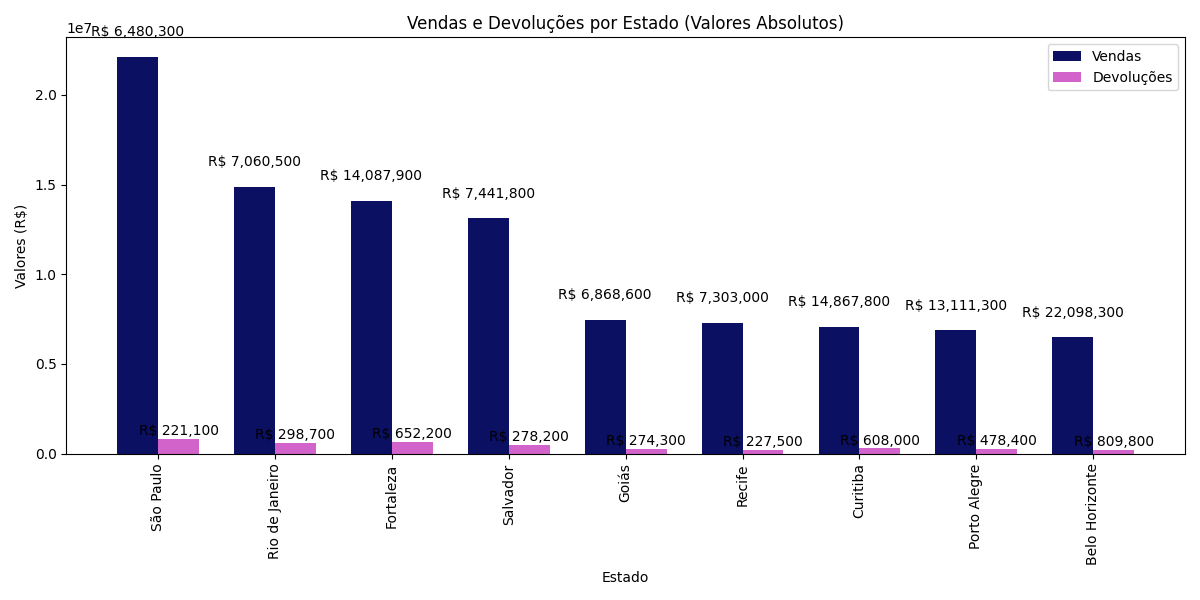 Vendas e Devoluções por Estado (Valores Absolutos)
1e7
R$ 6,480,300
Vendas
Devoluções
2.0
R$ 7,060,500
R$ 14,087,900
1.5
R$ 7,441,800
Valores (R$)
1.0
R$ 6,868,600
R$ 7,303,000
R$ 14,867,800
R$ 13,111,300
R$ 22,098,300
0.5
R$ 221,100
R$ 298,700
R$ 652,200
R$ 278,200
R$ 274,300
R$ 227,500
R$ 608,000
R$ 478,400
R$ 809,800
0.0
São Paulo
Rio de Janeiro
Fortaleza
Salvador
Goiás
Recife
Curitiba
Porto Alegre
Belo Horizonte
Estado